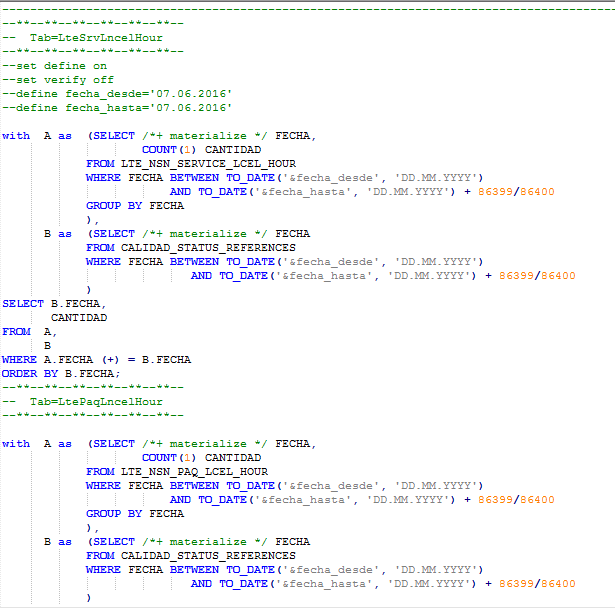 --**--**--**--**--**--**--
--  Tab=LteSrvLncelHour
--**--**--**--**--**--**--
--set define on
--set verify off
--define fecha_desde='07.06.2016'
--define fecha_hasta='07.06.2016'
with  A as  (SELECT /*+ materialize */ FECHA,
COUNT(1) CANTIDAD
FROM LTE_NSN_SERVICE_LCEL_HOUR
WHERE FECHA BETWEEN TO_DATE('&fecha_desde', 'DD.MM.YYYY')
AND TO_DATE('&fecha_hasta', 'DD.MM.YYYY') + 86399/86400
GROUP BY FECHA
),
B as  (SELECT /*+ materialize */ FECHA
FROM CALIDAD_STATUS_REFERENCES
WHERE FECHA BETWEEN TO_DATE('&fecha_desde', 'DD.MM.YYYY')
AND TO_DATE('&fecha_hasta', 'DD.MM.YYYY') + 86399/86400
)
SELECT B.FECHA,
CANTIDAD
FROM  A,
B
WHERE A.FECHA (+) = B.FECHA
ORDER BY B.FECHA;
--**--**--**--**--**--**--
--  Tab=LtePaqLncelHour
--**--**--**--**--**--**--
with  A as  (SELECT /*+ materialize */ FECHA,
COUNT(1) CANTIDAD
FROM LTE_NSN_PAQ_LCEL_HOUR
WHERE FECHA BETWEEN TO_DATE('&fecha_desde', 'DD.MM.YYYY')
AND TO_DATE('&fecha_hasta', 'DD.MM.YYYY') + 86399/86400
GROUP BY FECHA
),
B as  (SELECT /*+ materialize */ FECHA
FROM CALIDAD_STATUS_REFERENCES
WHERE FECHA BETWEEN TO_DATE('&fecha_desde', 'DD.MM.YYYY')
AND TO_DATE('&fecha_hasta', 'DD.MM.YYYY') + 86399/86400
)